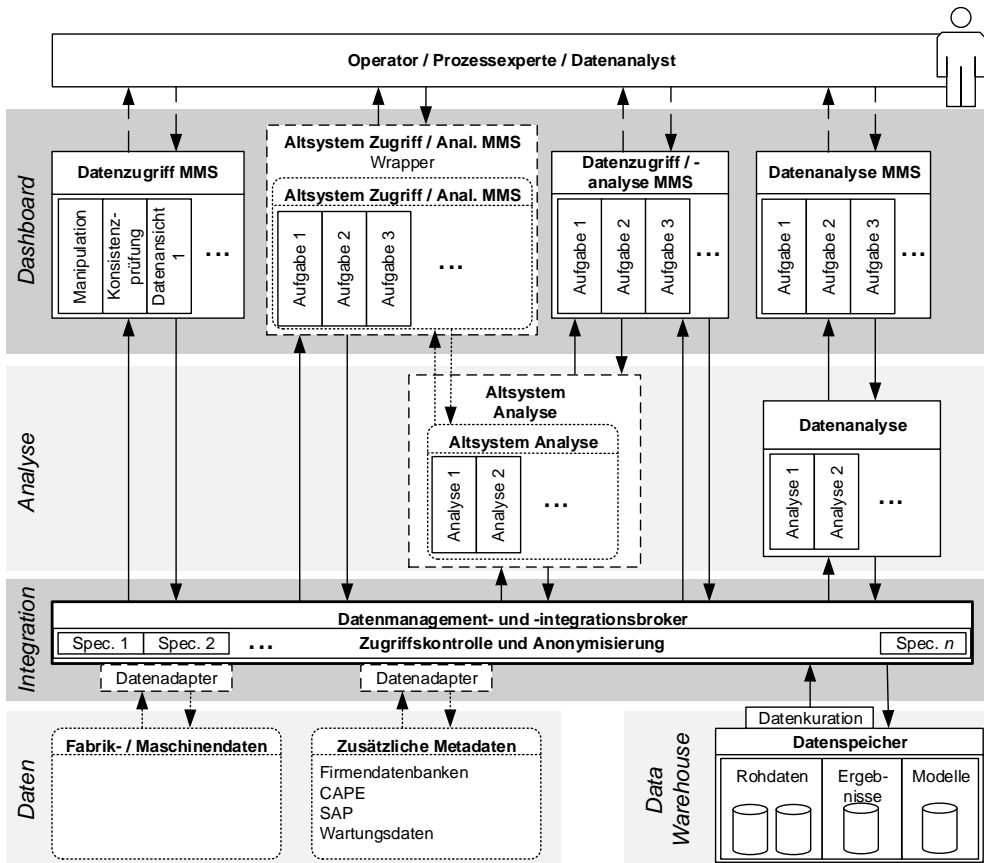 Operator / Prozessexperte / Datenanalyst
Dashboard
Datenzugriff MMS
Manipulation
Konsistenz-
prüfung
Datenansicht
1
...
Altsystem Zugriff / Anal. MMS
Wrapper
Altsystem Zugriff / Anal. MMS
Aufgabe 1
Aufgabe 2
Aufgabe 3
...
Datenzugriff / -
analyse MMS
Aufgabe 1
Aufgabe 2
Aufgabe 3
...
Datenanalyse MMS
Aufgabe 1
Aufgabe 2
Aufgabe 3
...
Analyse
Altsystem
Analyse
Altsystem Analyse
Analyse 1
Analyse 2
...
Datenanalyse
Analyse 1
Analyse 2
...
Integration
Datenmanagement- und -integrationsbroker
Spec. 1
Spec. 2
...
Zugriffskontrolle und Anonymisierung
Spec. n
Datenadapter
Datenadapter
Daten
Fabrik- / Maschinendaten
Zusätzliche Metadaten
Firmendatenbanken
CAPE
SAP
Wartungsdaten
Data
Warehouse
Datenkuration
Datenspeicher
Rohdaten
Ergeb-
nisse
Modelle